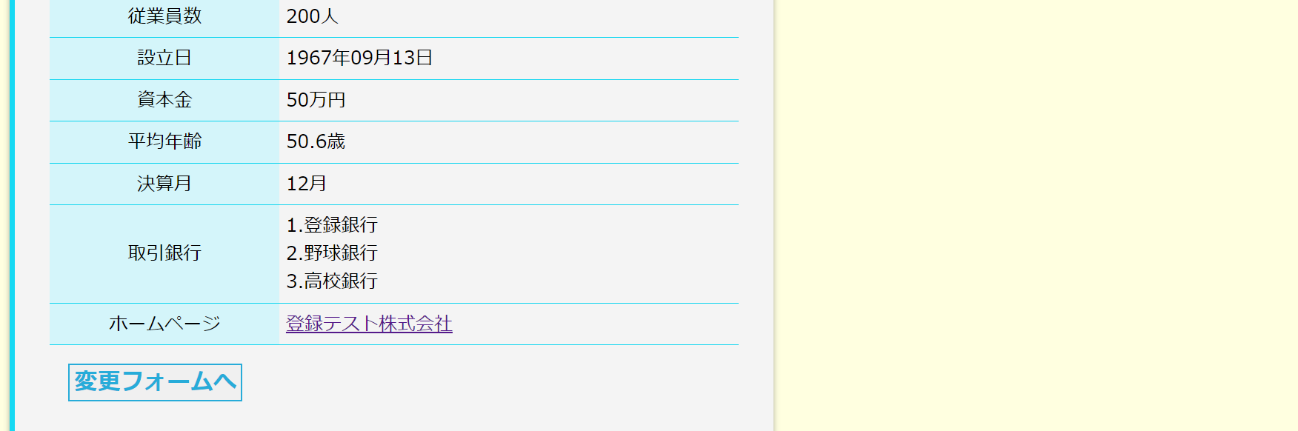 従業員数 200人
設立日 1967年09月13日
資本金 50万円
平均年齢 50.6歳
決算月 12月
取引銀行 1.登録銀行
2.野球銀行
3.高校銀行
ホームページ 登録テスト株式会社
変更フォームへ